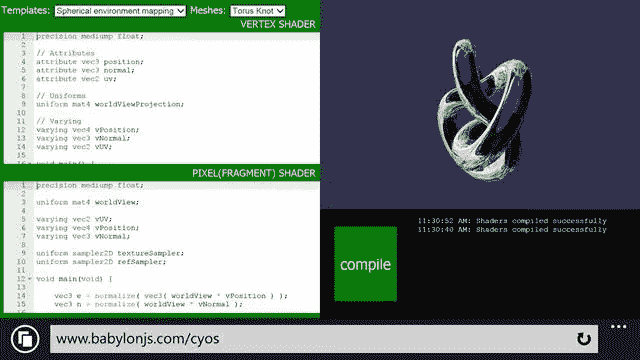 Templates: Spherical environment mapping Meshes: Torus Knot
VERTEX SHADER
1 precision mediump float;
2
3 // Attributes
4 attribute vec3 position;
5 attribute vec3 normal;
6 attribute vec2 uv;
7
8 // Uniforms
9 uniform mat4 worldViewProjection;
10
11 // Varying
12 varying vec4 vPosition;
13 varying vec3 vNormal;
14 varying vec2 vUV;
15
16 void main() {
PIXEL(FRAGMENT) SHADER
1 precision mediump float;
2
3 uniform mat4 worldView;
4
5 varying vec2 vUV;
6 varying vec4 vPosition;
7 varying vec3 vNormal;
8
9 uniform sampler2D textureSampler;
10 uniform sampler2D refSampler;
11
12 void main(void) {
13
14 vec3 e = normalize( vec3( worldView * vPosition ) );
15 vec3 n = normalize( worldView * vNormal );
11:30:52 AM: Shaders compiled successfully
11:30:40 AM: Shaders compiled successfully
compile
www.babylonjs.com/cyos